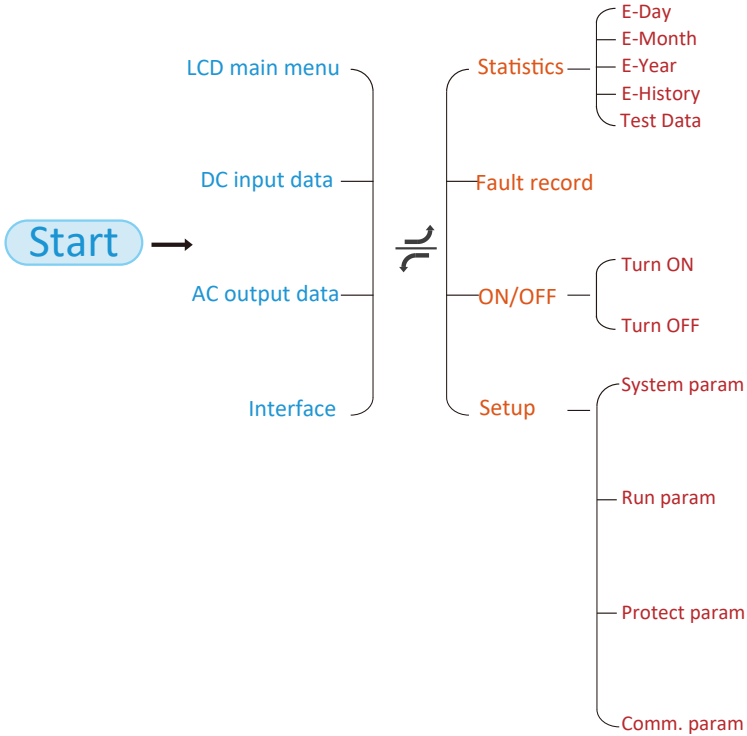 Start
LCD main menu
DC input data
AC output data
Interface
Statistics
Fault record
ON/OFF
Setup
E-Day
E-Month
E-Year
E-History
Test Data
Turn ON
Turn OFF
System param
Run param
Protect param
Comm. param